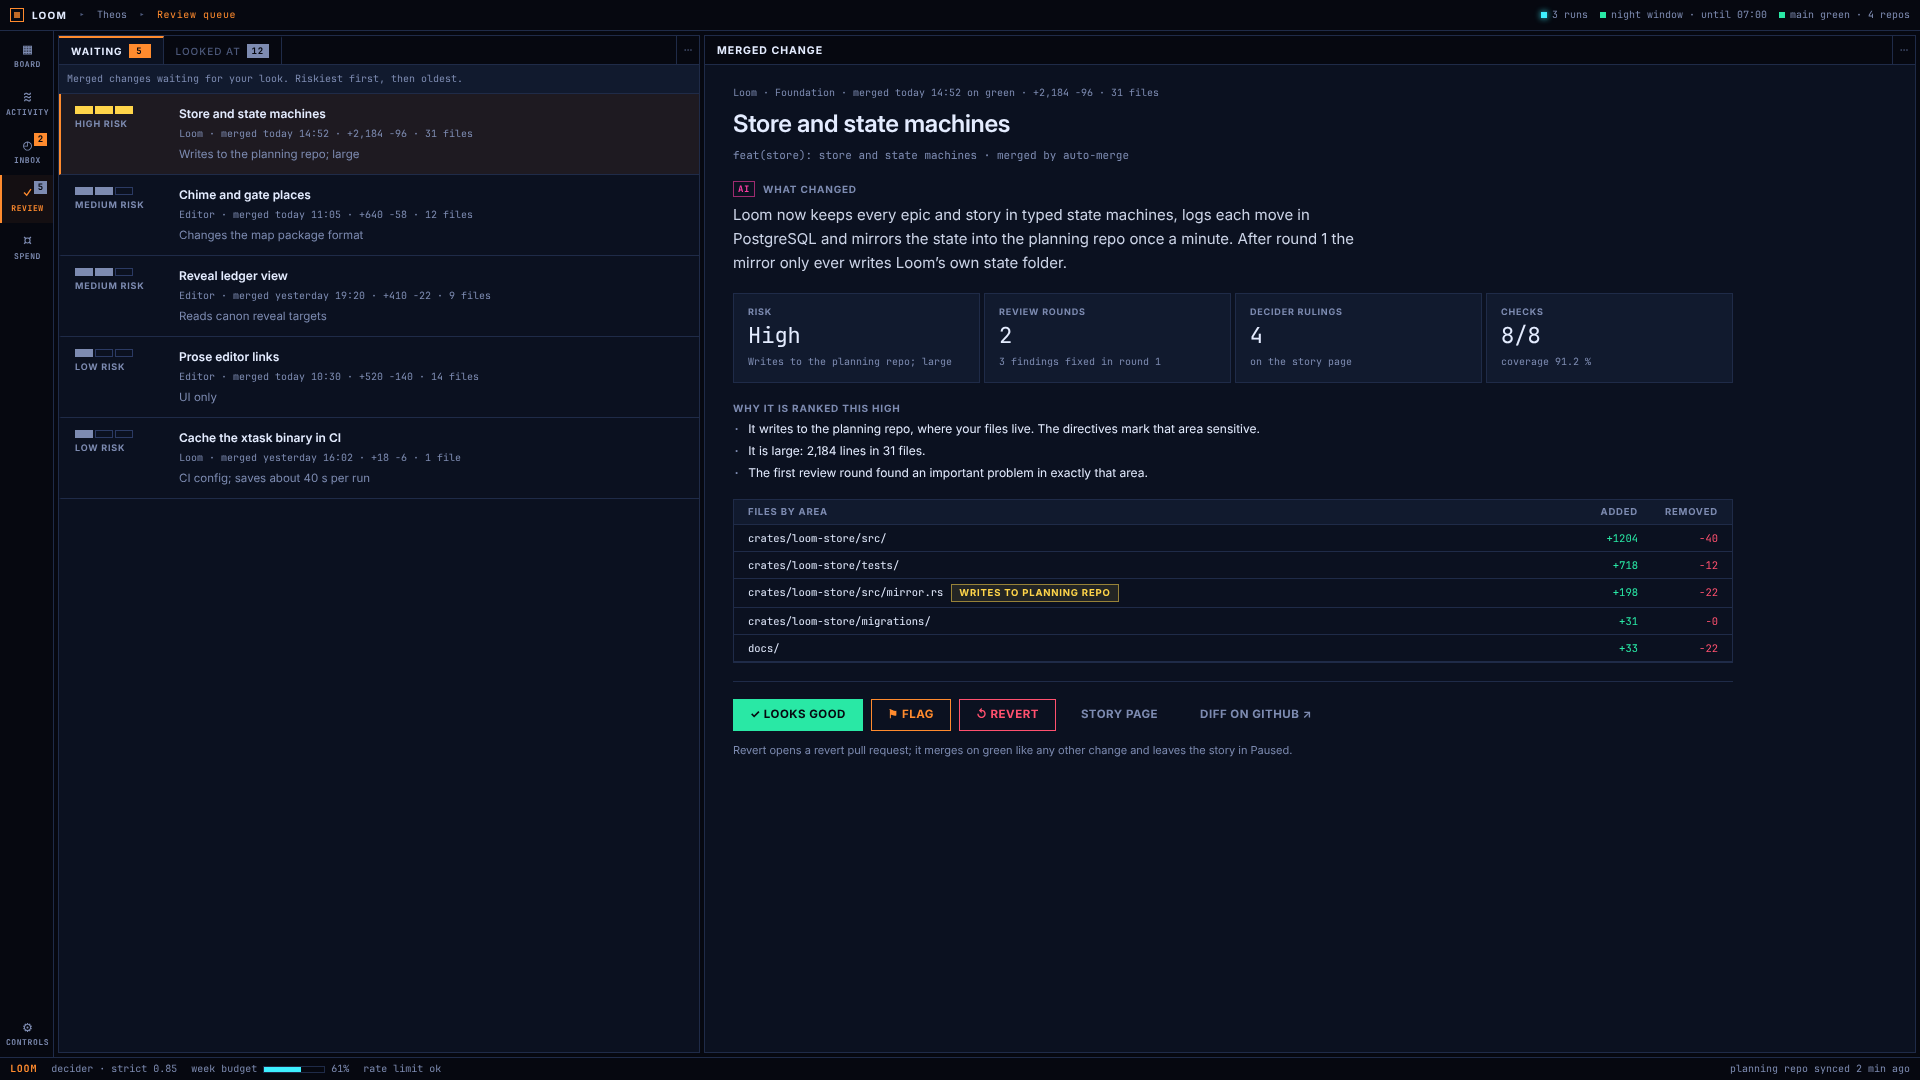 LOOM ▸ Theos ▸ Review queue
3 runs night window · until 07:00 main green · 4 repos
BOARD
ACTIVITY
2
INBOX
5
REVIEW
SPEND
CONTROLS
WAITING 5 LOOKED AT 12 ···
Merged changes waiting for your look. Riskiest first, then oldest.
HIGH RISK
Store and state machines
Loom · merged today 14:52 · +2,184 -96 · 31 files
Writes to the planning repo; large
MEDIUM RISK
Chime and gate places
Editor · merged today 11:05 · +640 -58 · 12 files
Changes the map package format
MEDIUM RISK
Reveal ledger view
Editor · merged yesterday 19:20 · +410 -22 · 9 files
Reads canon reveal targets
LOW RISK
Prose editor links
Editor · merged today 10:30 · +520 -140 · 14 files
UI only
LOW RISK
Cache the xtask binary in CI
Loom · merged yesterday 16:02 · +18 -6 · 1 file
CI config; saves about 40 s per run
MERGED CHANGE ···
Loom · Foundation · merged today 14:52 on green · +2,184 -96 · 31 files
Store and state machines
feat(store): store and state machines · merged by auto-merge
AI WHAT CHANGED
Loom now keeps every epic and story in typed state machines, logs each move in
PostgreSQL and mirrors the state into the planning repo once a minute. After round 1 the
mirror only ever writes Loom's own state folder.
RISK
High
Writes to the planning repo; large
REVIEW ROUNDS
2
3 findings fixed in round 1
DECIDER RULINGS
4
on the story page
CHECKS
8/8
coverage 91.2 %
WHY IT IS RANKED THIS HIGH
· It writes to the planning repo, where your files live. The directives mark that area sensitive.
· It is large: 2,184 lines in 31 files.
· The first review round found an important problem in exactly that area.
FILES BY AREA ADDED REMOVED
crates/loom-store/src/ +1204 -40
crates/loom-store/tests/ +718 -12
crates/loom-store/src/mirror.rs WRITES TO PLANNING REPO +198 -22
crates/loom-store/migrations/ +31 -0
docs/ +33 -22
✓ LOOKS GOOD ⚑ FLAG ↺ REVERT STORY PAGE DIFF ON GITHUB ↗
Revert opens a revert pull request; it merges on green like any other change and leaves the story in Paused.
LOOM decider · strict 0.85 week budget 61% rate limit ok
planning repo synced 2 min ago